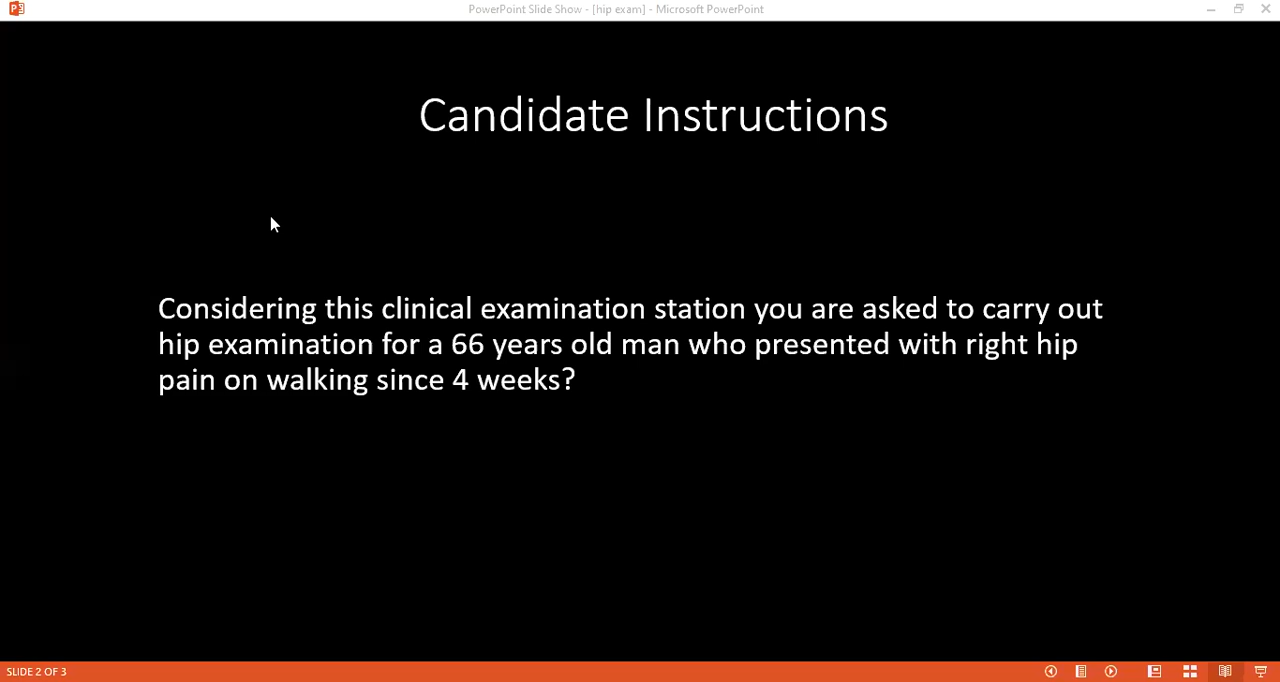 PowerPoint Slide Show - [hip exam] - Microsoft PowerPoint
Candidate Instructions
Considering this clinical examination station you are asked to carry out
hip examination for a 66 years old man who presented with right hip
pain on walking since 4 weeks?
SLIDE 2 OF 3